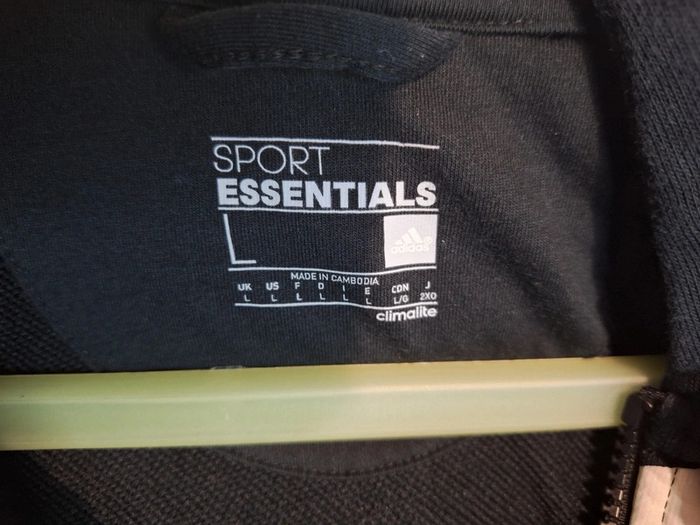 SPORT
ESSENTIALS
L
adidas®
MADE IN CAMBODIA
UK US F D I E CDN J
L L L L L L L/G 2XO
climalite